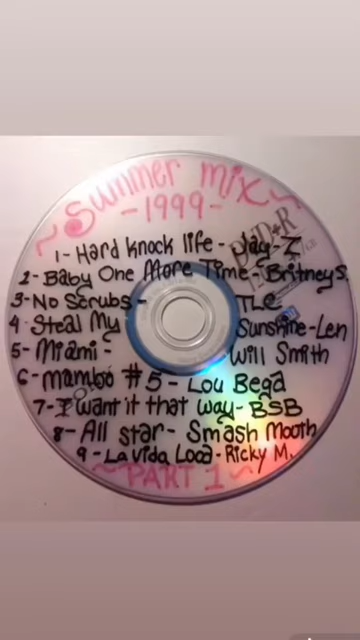 ~Summer mix~
-1999-
1- Hard knock life - Jay-Z
2- Baby One More Time - Britney S.
3- No Scrubs - TLC
4- Steal My Sunshine - Len
5- Miami - Will Smith
6- mambo #5 - Lou Bega
7- I want it that way - BSB
8- All star - Smash Mouth
9 - La Vida Loca - Ricky M.
~PART 1~